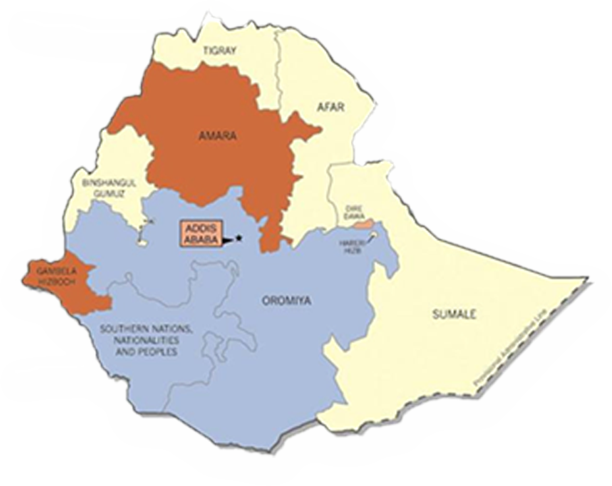 TIGRAY
AFAR
AMARA
BINSHANGUL
GUMUZ
DIRE
DAWA
ADDIS
ABABA
HARERI
HIZB
GAMBELA
HIZBOCH
OROMIYA
SUMALE
SOUTHERN NATIONS,
NATIONALITIES
AND PEOPLES
Provisional Administrative Line